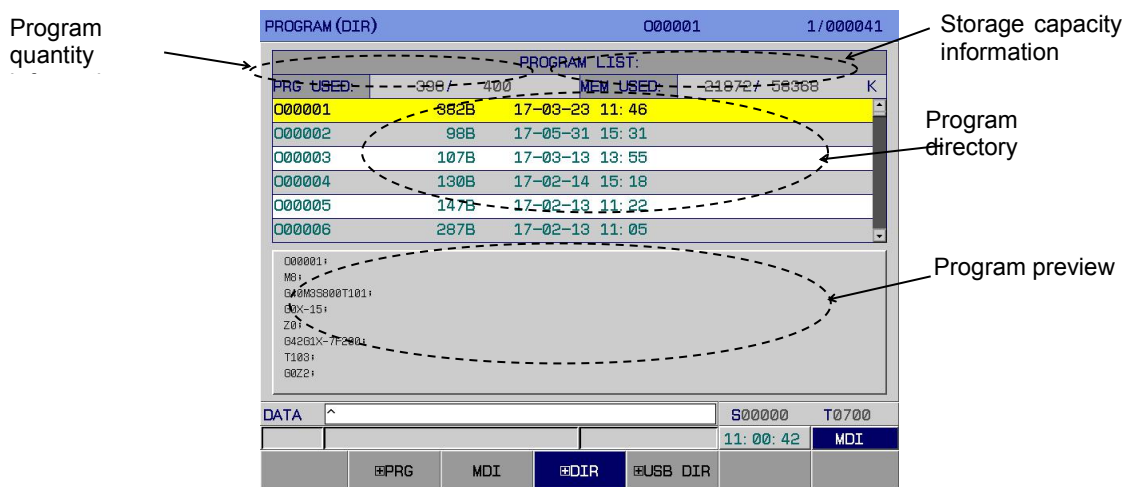 Program
quantity
PROGRAM(DIR) O00001 1/000041
Storage capacity
information
PROGRAM LIST:
PRG USED: / 400 MEM USED: 21872/ 58368 K
O00001 382B 17-03-23 11:46
O00002 98B 17-05-31 15:31
O00003 107B 17-03-13 13:55
O00004 130B 17-02-14 15:18
O00005 147B 17-02-13 11:22
O00006 287B 17-02-13 11:05
Program
directory
O00001;
M8;
G40M3S800T101;
G0X-15;
Z0;
G42G1X-7F200;
T103;
G0Z2;
Program preview
DATA ^ S00000 T0700
11:00:42 MDI
⊞PRG MDI ⊞DIR ⊞USB DIR